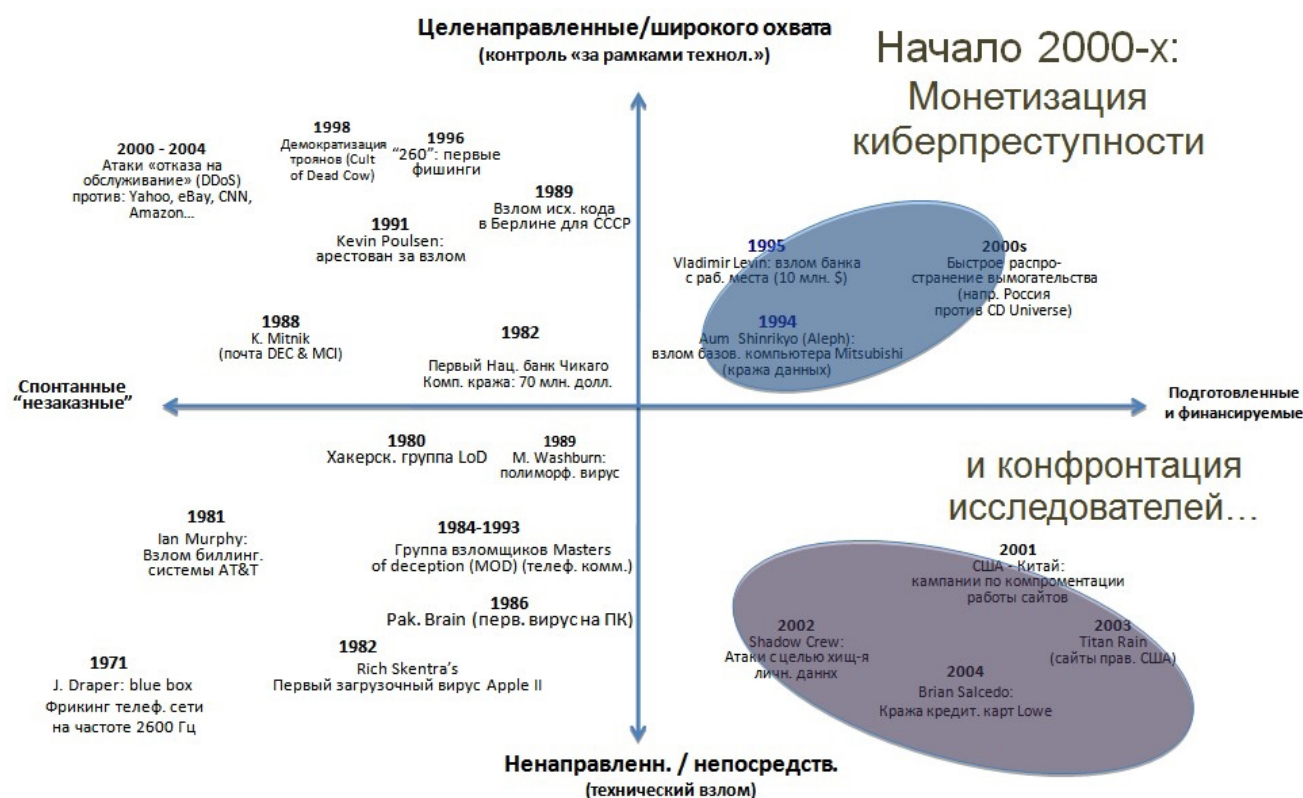 Целенаправленные/широкого охвата
(контроль «за рамками технол.»)
Начало 2000-х:
Монетизация
киберпреступности
2000 - 2004
Атаки «отказа на
обслуживание» (DDoS)
против: Yahoo, eBay, CNN,
Amazon...
1998
Демократизация
троянов (Cult
of Dead Cow)
1996
“260”: первые
фишинги
1989
Взлом исх. кода
в Берлине для СССР
1991
Kevin Poulsen:
арестован за взлом
1995
Vladimir Levin: взлом банка
с раб. места (10 млн. $)
2000s
Быстрое распро-
странение вымогательства
(напр. Россия
против CD Universe)
1988
K. Mitnik
(почта DEC & MCI)
1982
Первый Нац. банк Чикаго
Комп. кража: 70 млн. долл.
1994
Aum Shinrikyo (Aleph):
взлом базов. компьютера Mitsubishi
(кража данных)
Спонтанные
“незаказные”
Подготовленные
и финансируемые
1980
Хакерск. группа LoD
1989
M. Washburn:
полиморф. вирус
и конфронтация
исследователей...
1981
Ian Murphy:
Взлом биллинг.
системы AT&T
1984-1993
Группа взломщиков Masters
of deception (MOD) (телеф. комм.)
2001
США - Китай:
кампании по компроментации
работы сайтов
1986
Pak. Brain (перв. вирус на ПК)
2002
Shadow Crew:
Атаки с целью хищ-я
личн. даннх
2003
Titan Rain
(сайты прав. США)
1982
Rich Skentra’s
Первый загрузочный вирус Apple II
2004
Brian Salcedo:
Кража кредит. карт Lowe
1971
J. Draper: blue box
Фрикинг телеф. сети
на частоте 2600 Гц
Ненаправленн. / непосредств.
(технический взлом)